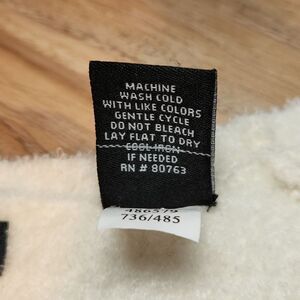 MACHINE
WASH COLD
WITH LIKE COLORS
GENTLE CYCLE
DO NOT BLEACH
LAY FLAT TO DRY
COOL IRON
IF NEEDED
RN # 80763
486579
736/485